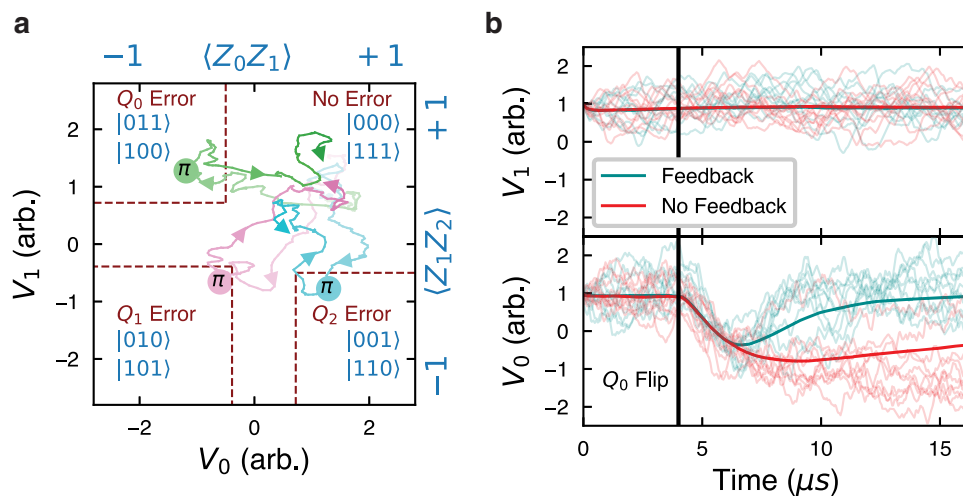 a
−1 ⟨Z₀Z₁⟩ +1
Q₀ Error
|011⟩
|100⟩
No Error
|000⟩
|111⟩
π
π
π
Q₁ Error
|010⟩
|101⟩
Q₂ Error
|001⟩
|110⟩
2
1
0
−1
−2
V₁ (arb.)
−2 0 2
V₀ (arb.)
+1
⟨Z₁Z₂⟩
−1
b
2
1
0
−1
−2
V₁ (arb.)
Feedback
No Feedback
2
1
0
−1
−2
V₀ (arb.)
Q₀ Flip
0 5 10 15
Time (μs)